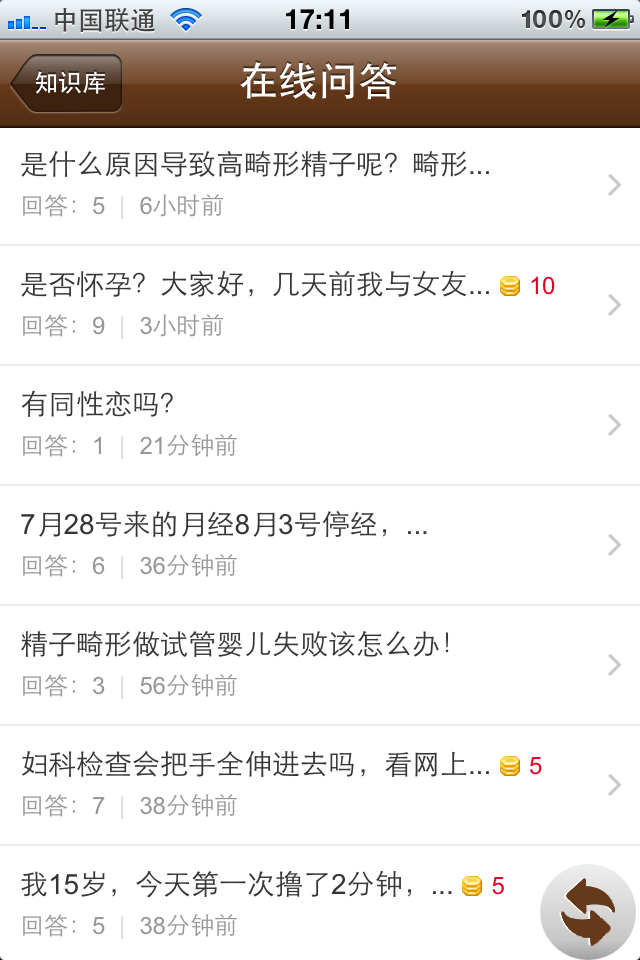 中国联通 17:11 100%
知识库 在线问答
是什么原因导致高畸形精子呢？畸形...
回答：5 | 6小时前
是否怀孕？大家好，几天前我与女友... 10
回答：9 | 3小时前
有同性恋吗？
回答：1 | 21分钟前
7月28号来的月经8月3号停经，...
回答：6 | 36分钟前
精子畸形做试管婴儿失败该怎么办！
回答：3 | 56分钟前
妇科检查会把手全伸进去吗，看网上... 5
回答：7 | 38分钟前
我15岁，今天第一次撸了2分钟，... 5
回答：5 | 38分钟前